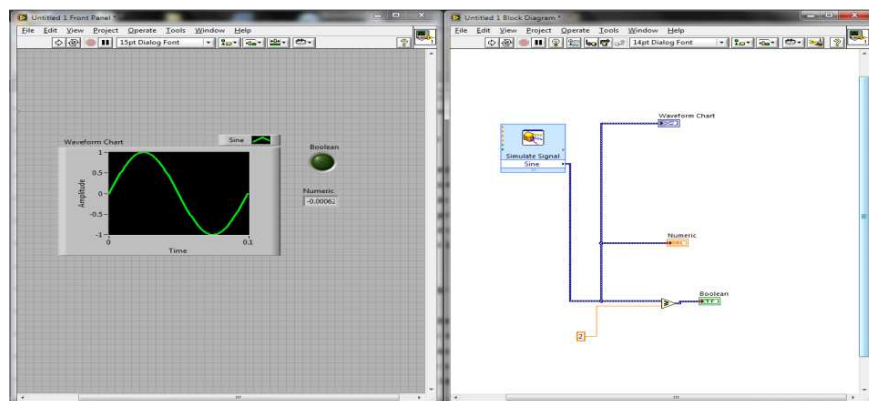 Untitled 1 Front Panel *
File Edit View Project Operate Tools Window Help
15pt Dialog Font
Waveform Chart
Sine
Boolean
Numeric
-0.00062
Amplitude
1
0.5
0
-0.5
-1
0
0.1
Time
Untitled 1 Block Diagram *
File Edit View Project Operate Tools Window Help
14pt Dialog Font
Waveform Chart
Simulate Signal
Sine
Numeric
Boolean
2